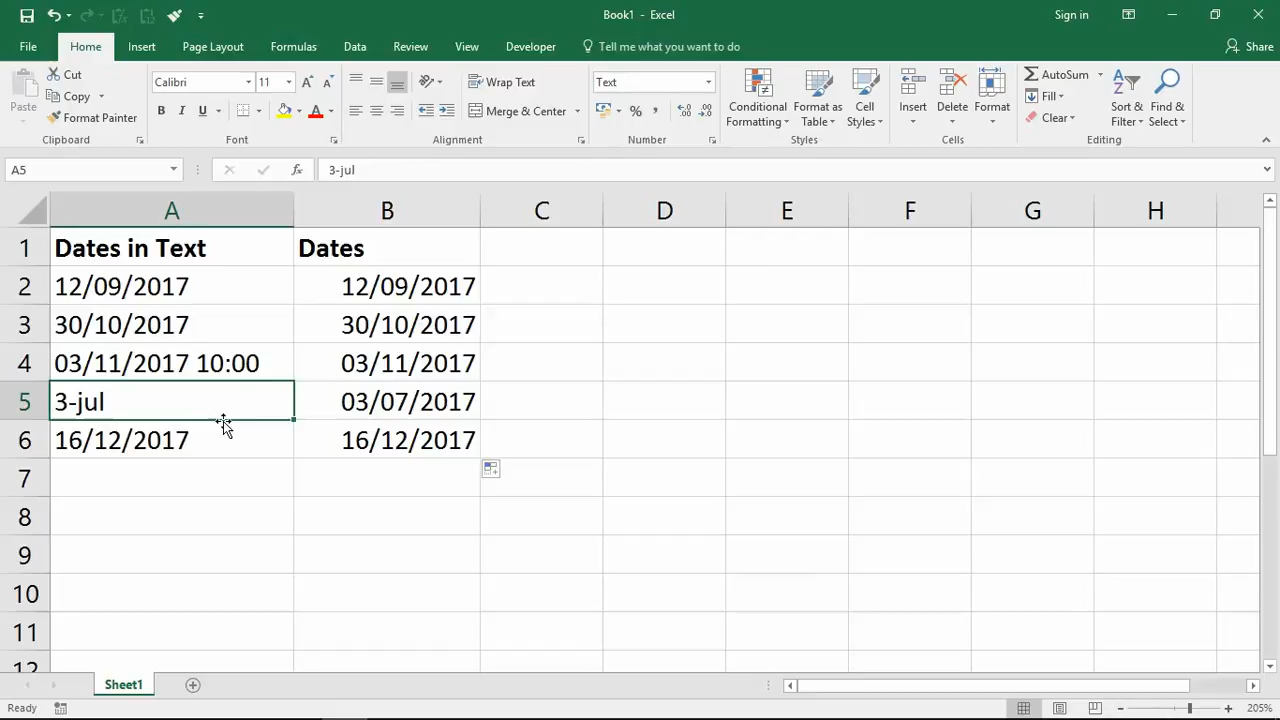 Book1 - Excel
Sign in
File Home Insert Page Layout Formulas Data Review View Developer Tell me what you want to do Share
Paste
Cut
Copy
Format Painter
Clipboard
Calibri 11
B I U
Font
Wrap Text
Merge & Center
Alignment
Text
Number
Conditional Formatting
Format as Table
Cell Styles
Styles
Insert
Delete
Format
Cells
AutoSum
Fill
Clear
Sort & Filter
Find & Select
Editing
A5 fx 3-jul
A B C D E F G H
1 Dates in Text Dates
2 12/09/2017 12/09/2017
3 30/10/2017 30/10/2017
4 03/11/2017 10:00 03/11/2017
5 3-jul 03/07/2017
6 16/12/2017 16/12/2017
7
8
9
10
11
12
Sheet1
Ready 205%